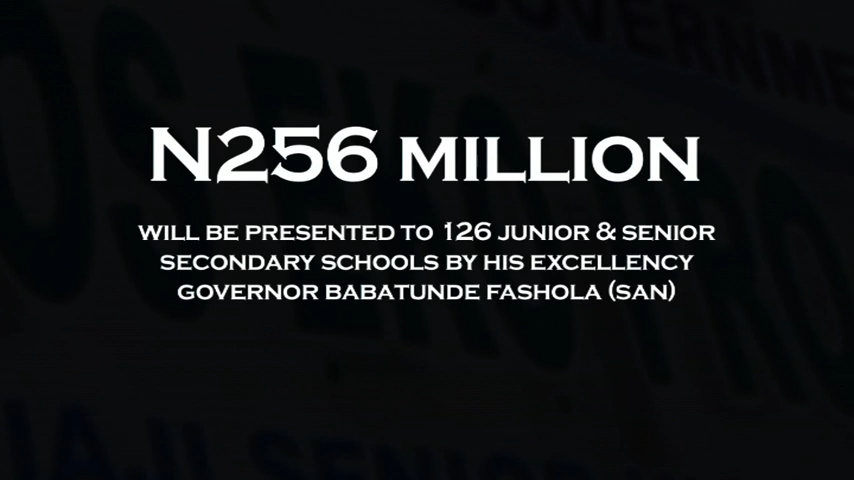 N256 MILLION
WILL BE PRESENTED TO 126 JUNIOR & SENIOR
SECONDARY SCHOOLS BY HIS EXCELLENCY
GOVERNOR BABATUNDE FASHOLA (SAN)